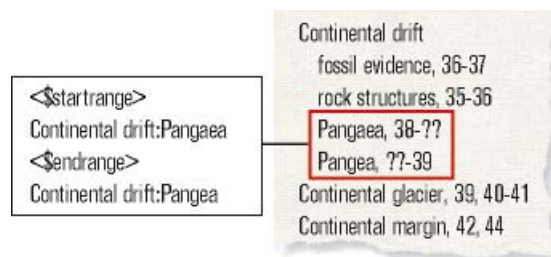 <$startrange>
Continental drift:Pangaea
<$endrange>
Continental drift:Pangea
Continental drift
fossil evidence, 36-37
rock structures, 35-36
Pangaea, 38-??
Pangea, ??-39
Continental glacier, 39, 40-41
Continental margin, 42, 44